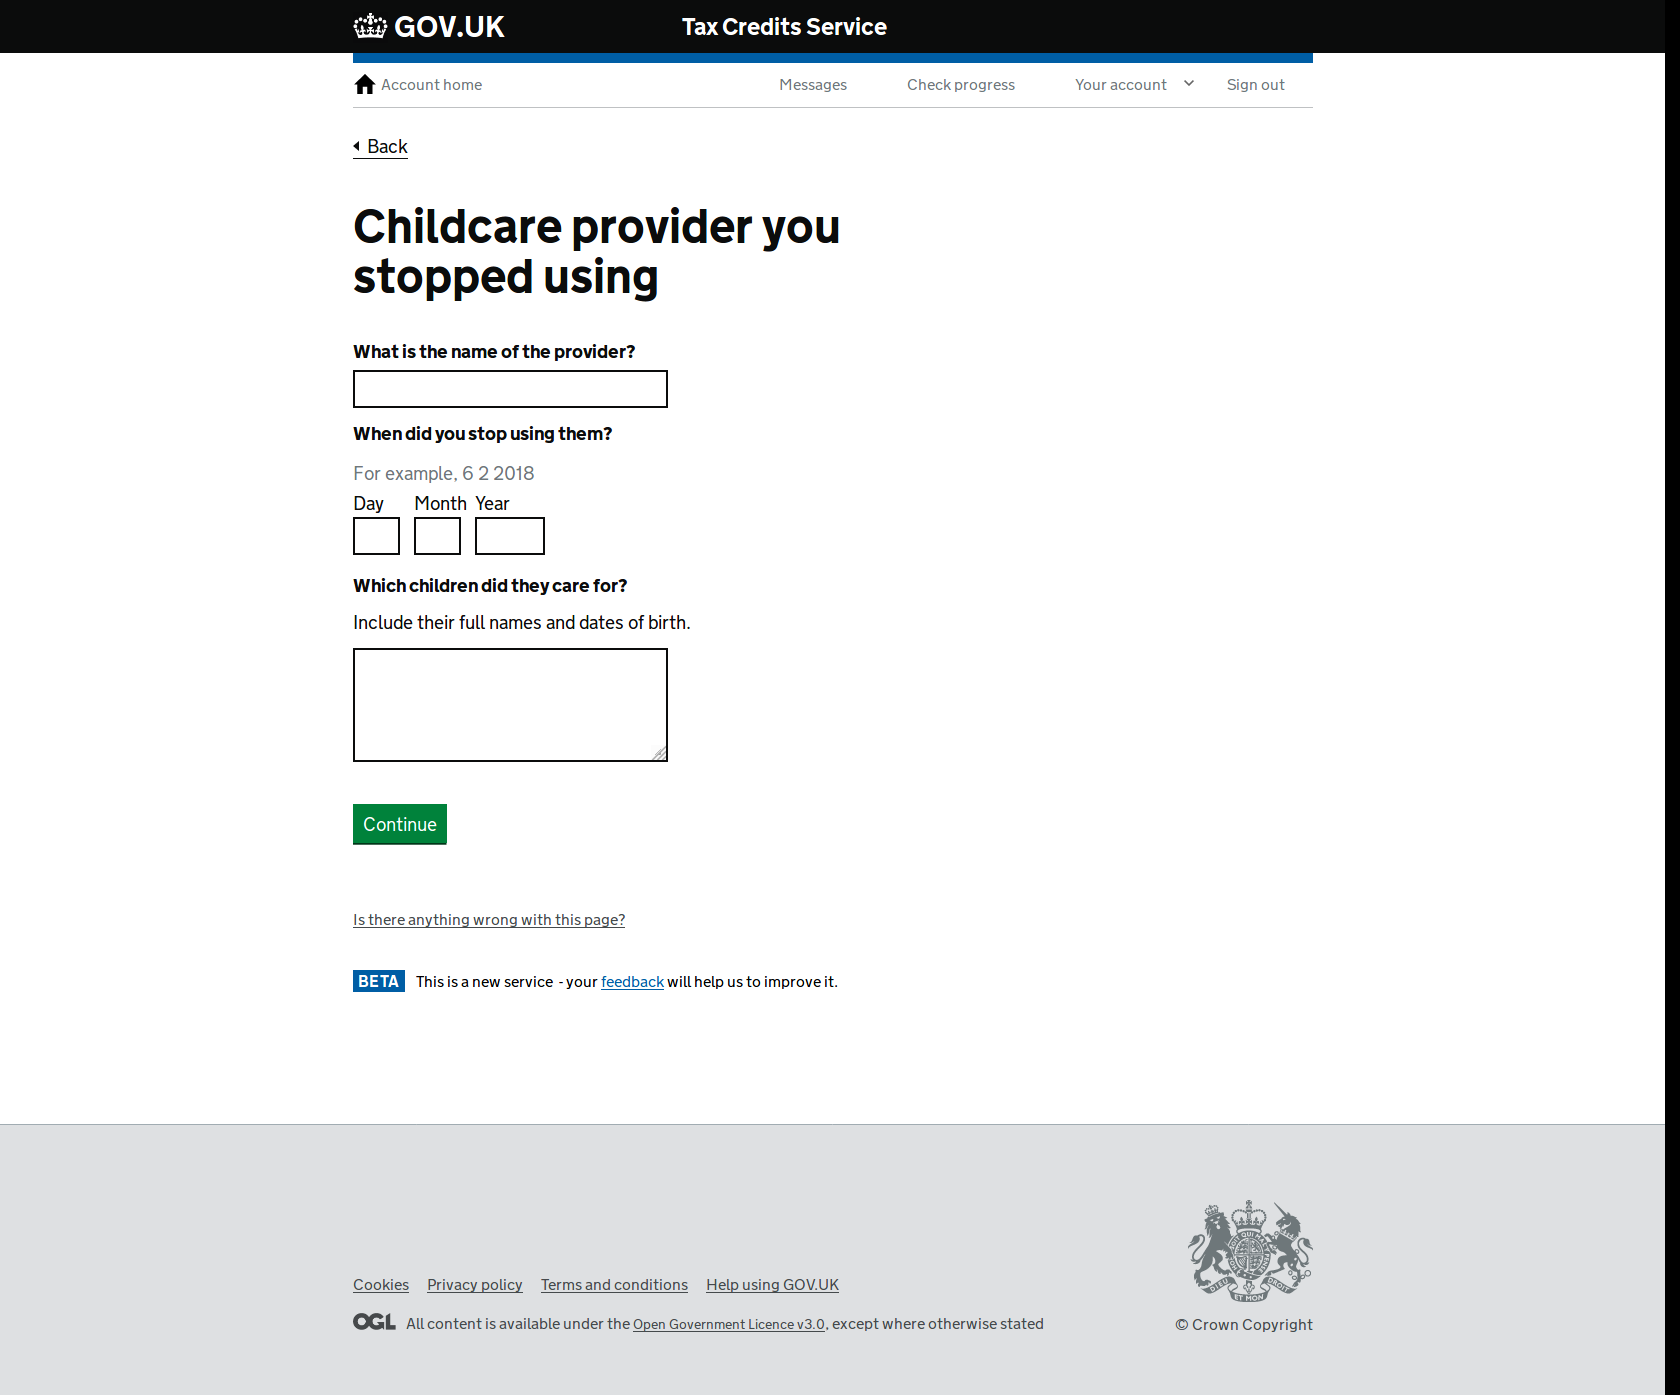 GOV.UK
Tax Credits Service
Account home
Messages
Check progress
Your account
Sign out
Back
Childcare provider you
stopped using
What is the name of the provider?
When did you stop using them?
For example, 6 2 2018
Day Month Year
Which children did they care for?
Include their full names and dates of birth.
Continue
Is there anything wrong with this page?
BETA This is a new service - your feedback will help us to improve it.
Cookies Privacy policy Terms and conditions Help using GOV.UK
OGL All content is available under the Open Government Licence v3.0, except where otherwise stated
© Crown Copyright